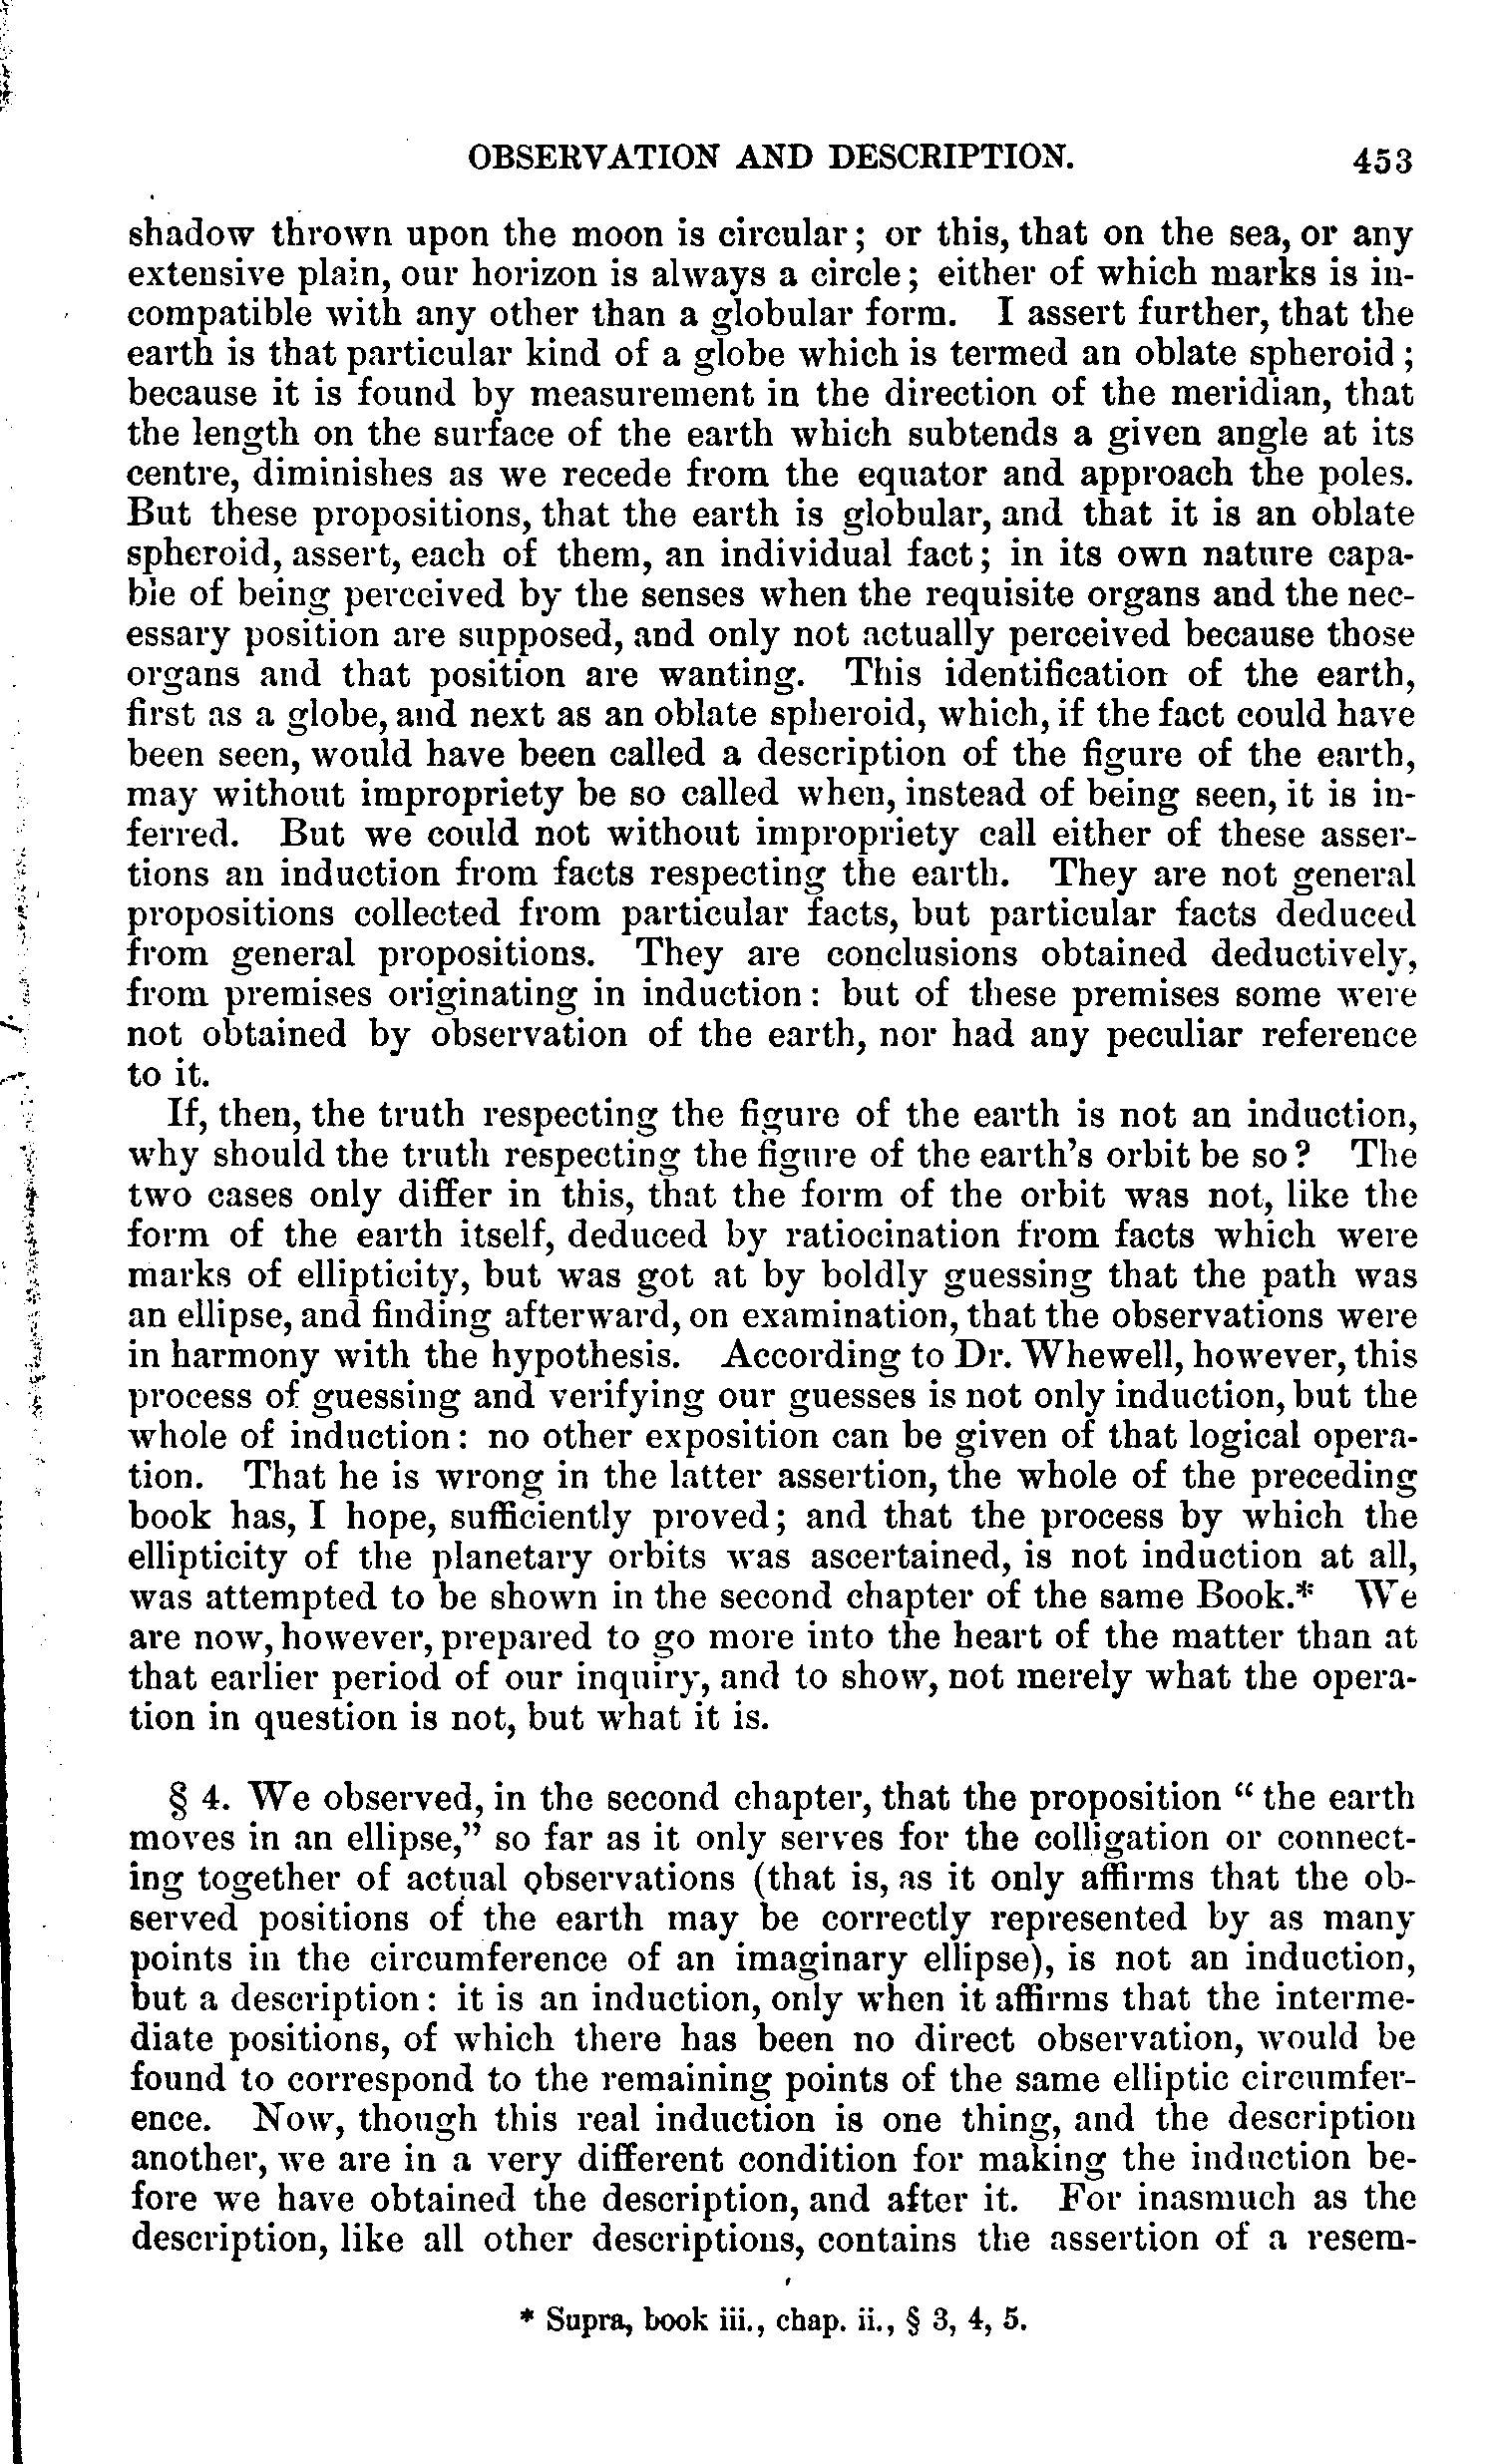 OBSERVATION AND DESCRIPTION. 453
shadow thrown upon the moon is circular; or this, that on the sea, or any
extensive plain, our horizon is always a circle; either of which marks is in-
compatible with any other than a globular form. I assert further, that the
earth is that particular kind of a globe which is termed an oblate spheroid;
because it is found by measurement in the direction of the meridian, that
the length on the surface of the earth which subtends a given angle at its
centre, diminishes as we recede from the equator and approach the poles.
But these propositions, that the earth is globular, and that it is an oblate
spheroid, assert, each of them, an individual fact; in its own nature capa-
ble of being perceived by the senses when the requisite organs and the nec-
essary position are supposed, and only not actually perceived because those
organs and that position are wanting. This identification of the earth,
first as a globe, and next as an oblate spheroid, which, if the fact could have
been seen, would have been called a description of the figure of the earth,
may without impropriety be so called when, instead of being seen, it is in-
ferred. But we could not without impropriety call either of these asser-
tions an induction from facts respecting the earth. They are not general
propositions collected from particular facts, but particular facts deduced
from general propositions. They are conclusions obtained deductively,
from premises originating in induction: but of these premises some were
not obtained by observation of the earth, nor had any peculiar reference
to it.
If, then, the truth respecting the figure of the earth is not an induction,
why should the truth respecting the figure of the earth's orbit be so? The
two cases only differ in this, that the form of the orbit was not, like the
form of the earth itself, deduced by ratiocination from facts which were
marks of ellipticity, but was got at by boldly guessing that the path was
an ellipse, and finding afterward, on examination, that the observations were
in harmony with the hypothesis. According to Dr. Whewell, however, this
process of guessing and verifying our guesses is not only induction, but the
whole of induction: no other exposition can be given of that logical opera-
tion. That he is wrong in the latter assertion, the whole of the preceding
book has, I hope, sufficiently proved; and that the process by which the
ellipticity of the planetary orbits was ascertained, is not induction at all,
was attempted to be shown in the second chapter of the same Book.* We
are now, however, prepared to go more into the heart of the matter than at
that earlier period of our inquiry, and to show, not merely what the opera-
tion in question is not, but what it is.
§ 4. We observed, in the second chapter, that the proposition “the earth
moves in an ellipse,” so far as it only serves for the colligation or connect-
ing together of actual observations (that is, as it only affirms that the ob-
served positions of the earth may be correctly represented by as many
points in the circumference of an imaginary ellipse), is not an induction,
but a description: it is an induction, only when it affirms that the interme-
diate positions, of which there has been no direct observation, would be
found to correspond to the remaining points of the same elliptic circumfer-
ence. Now, though this real induction is one thing, and the description
another, we are in a very different condition for making the induction be-
fore we have obtained the description, and after it. For inasmuch as the
description, like all other descriptions, contains the assertion of a resem-
* Supra, book iii., chap. ii., § 3, 4, 5.